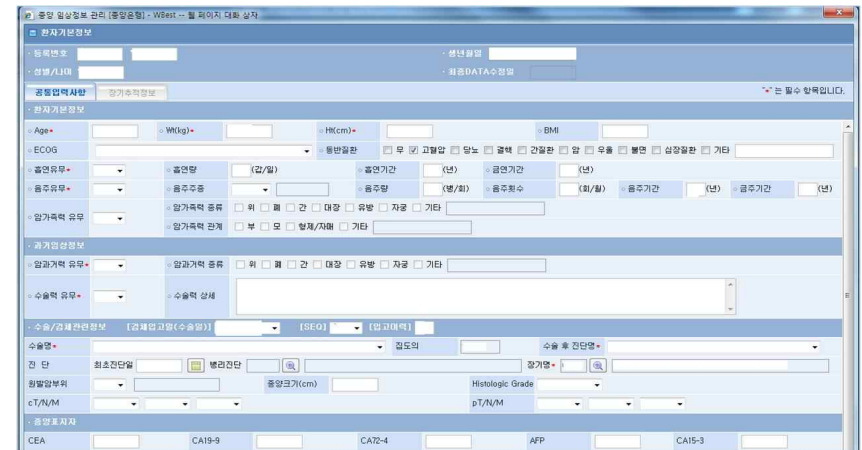 종양 임상정보 관리 [종양은행] - WBest -- 웹 페이지 대화 상자
환자기본정보
등록번호 생년월일
성별/나이 최종DATA수정일
공통입력사항 장기추적정보 "*"는 필수 항목입니다.
환자기본정보
Age* Wt(kg)* Ht(cm)* BMI
ECOG 동반질환 무 고혈압 당뇨 결핵 간질환 암 우울 불면 심장질환 기타
흡연유무* 흡연량 (갑/일) 흡연기간 (년) 금연기간 (년)
음주유무* 음주주종 음주량 (병/회) 음주횟수 (회/월) 음주기간 (년) 금주기간 (년)
암가족력 유무 암가족력 종류 위 폐 간 대장 유방 자궁 기타
암가족력 관계 부 모 형제/자매 기타
과거임상정보
암과거력 유무* 암과거력 종류 위 폐 간 대장 유방 자궁 기타
수술력 유무* 수술력 상세
수술/검체관련정보 [검체입고일(수술일)] [SEQ] [입고이력]
수술명* 집도의 수술 후 진단명*
진 단 최초진단일 병리진단 장기명*
원발암부위 종양크기(cm) Histologic Grade
cT/N/M pT/N/M
종양표지자
CEA CA19-9 CA72-4 AFP CA15-3